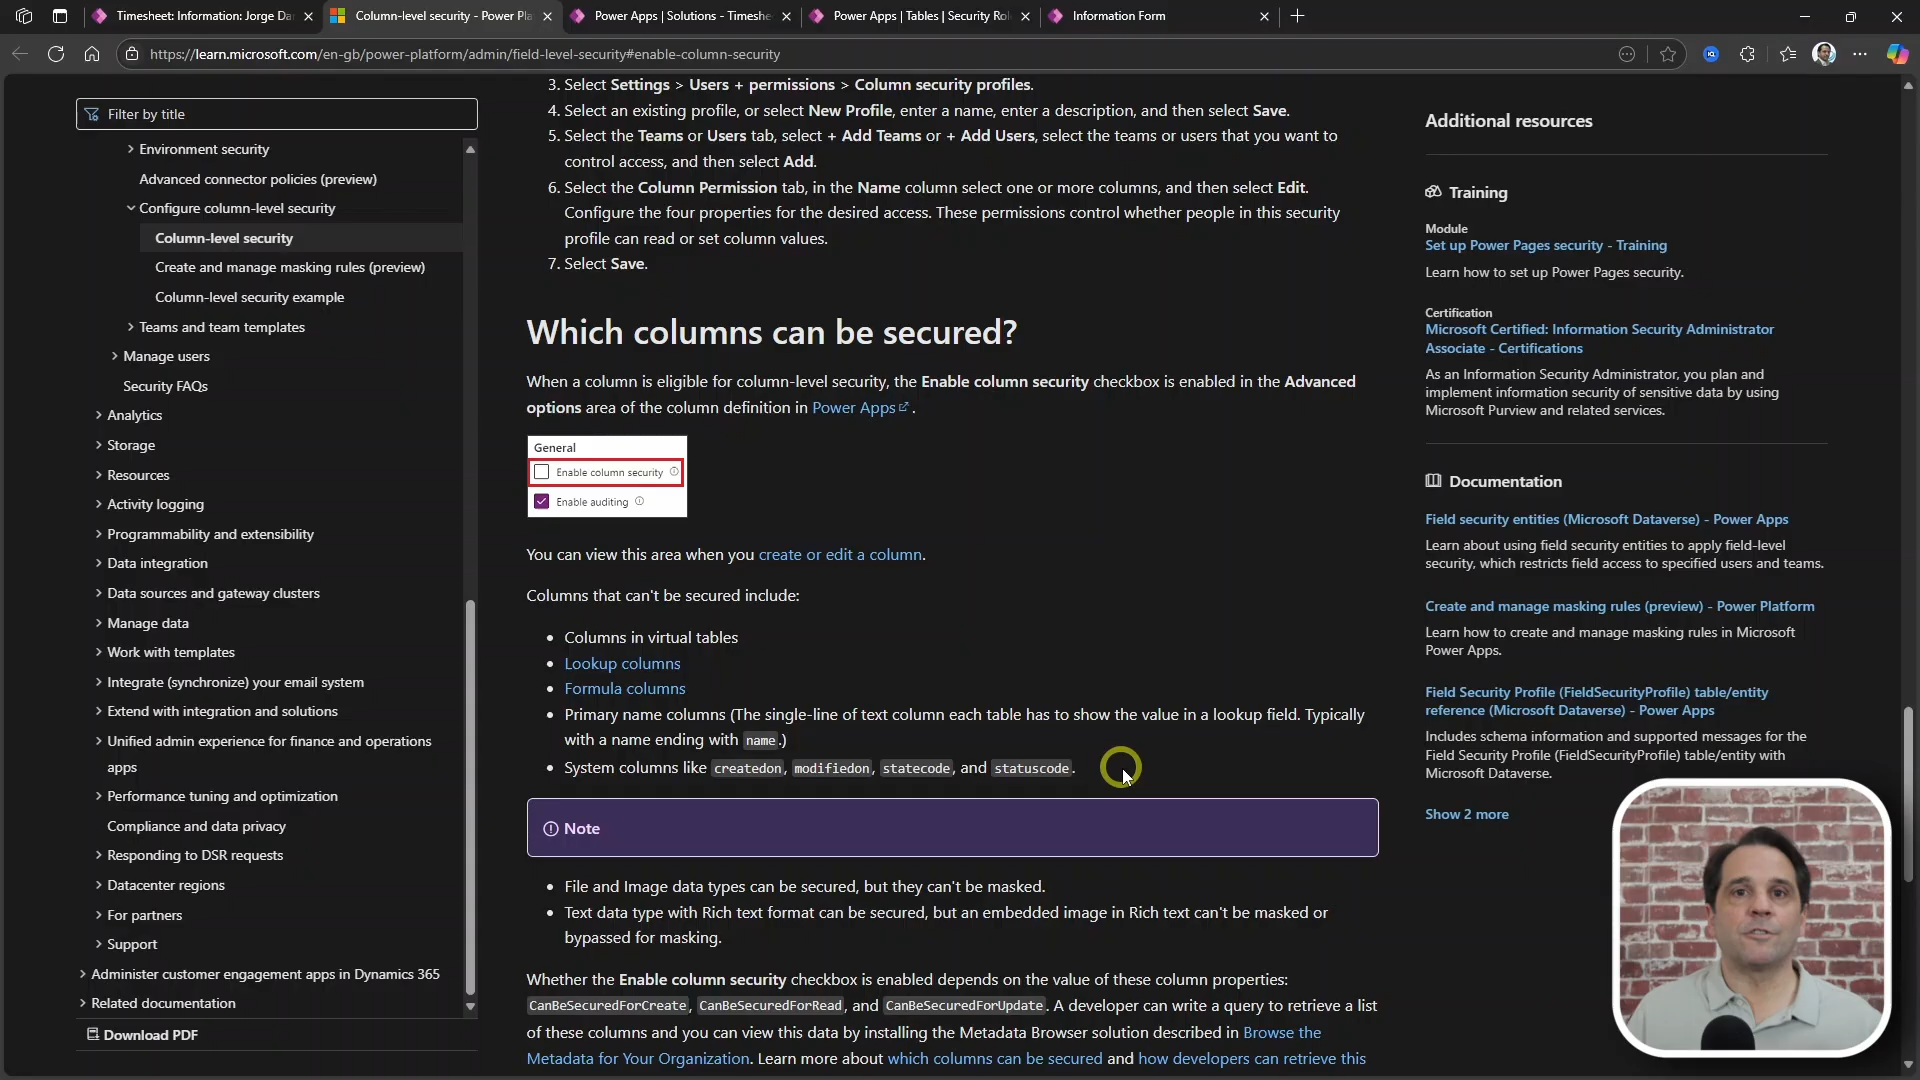 Timesheet: Information: Jorge Da
Column-level security - Power Pla
Power Apps | Solutions - Timeshe
Power Apps | Tables | Security Rol
Information Form
https://learn.microsoft.com/en-gb/power-platform/admin/field-level-security#enable-column-security
Filter by title
Environment security
Advanced connector policies (preview)
Configure column-level security
Column-level security
Create and manage masking rules (preview)
Column-level security example
Teams and team templates
Manage users
Security FAQs
Analytics
Storage
Resources
Activity logging
Programmability and extensibility
Data integration
Data sources and gateway clusters
Manage data
Work with templates
Integrate (synchronize) your email system
Extend with integration and solutions
Unified admin experience for finance and operations
apps
Performance tuning and optimization
Compliance and data privacy
Responding to DSR requests
Datacenter regions
For partners
Support
Administer customer engagement apps in Dynamics 365
Related documentation
Download PDF
3. Select Settings > Users + permissions > Column security profiles.
4. Select an existing profile, or select New Profile, enter a name, enter a description, and then select Save.
5. Select the Teams or Users tab, select + Add Teams or + Add Users, select the teams or users that you want to
control access, and then select Add.
6. Select the Column Permission tab, in the Name column select one or more columns, and then select Edit.
Configure the four properties for the desired access. These permissions control whether people in this security
profile can read or set column values.
7. Select Save.
Which columns can be secured?
When a column is eligible for column-level security, the Enable column security checkbox is enabled in the Advanced
options area of the column definition in Power Apps.
General
Enable column security
Enable auditing
You can view this area when you create or edit a column.
Columns that can't be secured include:
• Columns in virtual tables
• Lookup columns
• Formula columns
• Primary name columns (The single-line of text column each table has to show the value in a lookup field. Typically
with a name ending with name.)
• System columns like createdon, modifiedon, statecode, and statuscode.
Note
• File and Image data types can be secured, but they can't be masked.
• Text data type with Rich text format can be secured, but an embedded image in Rich text can't be masked or
bypassed for masking.
Whether the Enable column security checkbox is enabled depends on the value of these column properties:
CanBeSecuredForCreate, CanBeSecuredForRead, and CanBeSecuredForUpdate. A developer can write a query to retrieve a list
of these columns and you can view this data by installing the Metadata Browser solution described in Browse the
Metadata for Your Organization. Learn more about which columns can be secured and how developers can retrieve this
Additional resources
Training
Module
Set up Power Pages security - Training
Learn how to set up Power Pages security.
Certification
Microsoft Certified: Information Security Administrator
Associate - Certifications
As an Information Security Administrator, you plan and
implement information security of sensitive data by using
Microsoft Purview and related services.
Documentation
Field security entities (Microsoft Dataverse) - Power Apps
Learn about using field security entities to apply field-level
security, which restricts field access to specified users and teams.
Create and manage masking rules (preview) - Power Platform
Learn how to create and manage masking rules in Microsoft
Power Apps.
Field Security Profile (FieldSecurityProfile) table/entity
reference (Microsoft Dataverse) - Power Apps
Includes schema information and supported messages for the
Field Security Profile (FieldSecurityProfile) table/entity with
Microsoft Dataverse.
Show 2 more